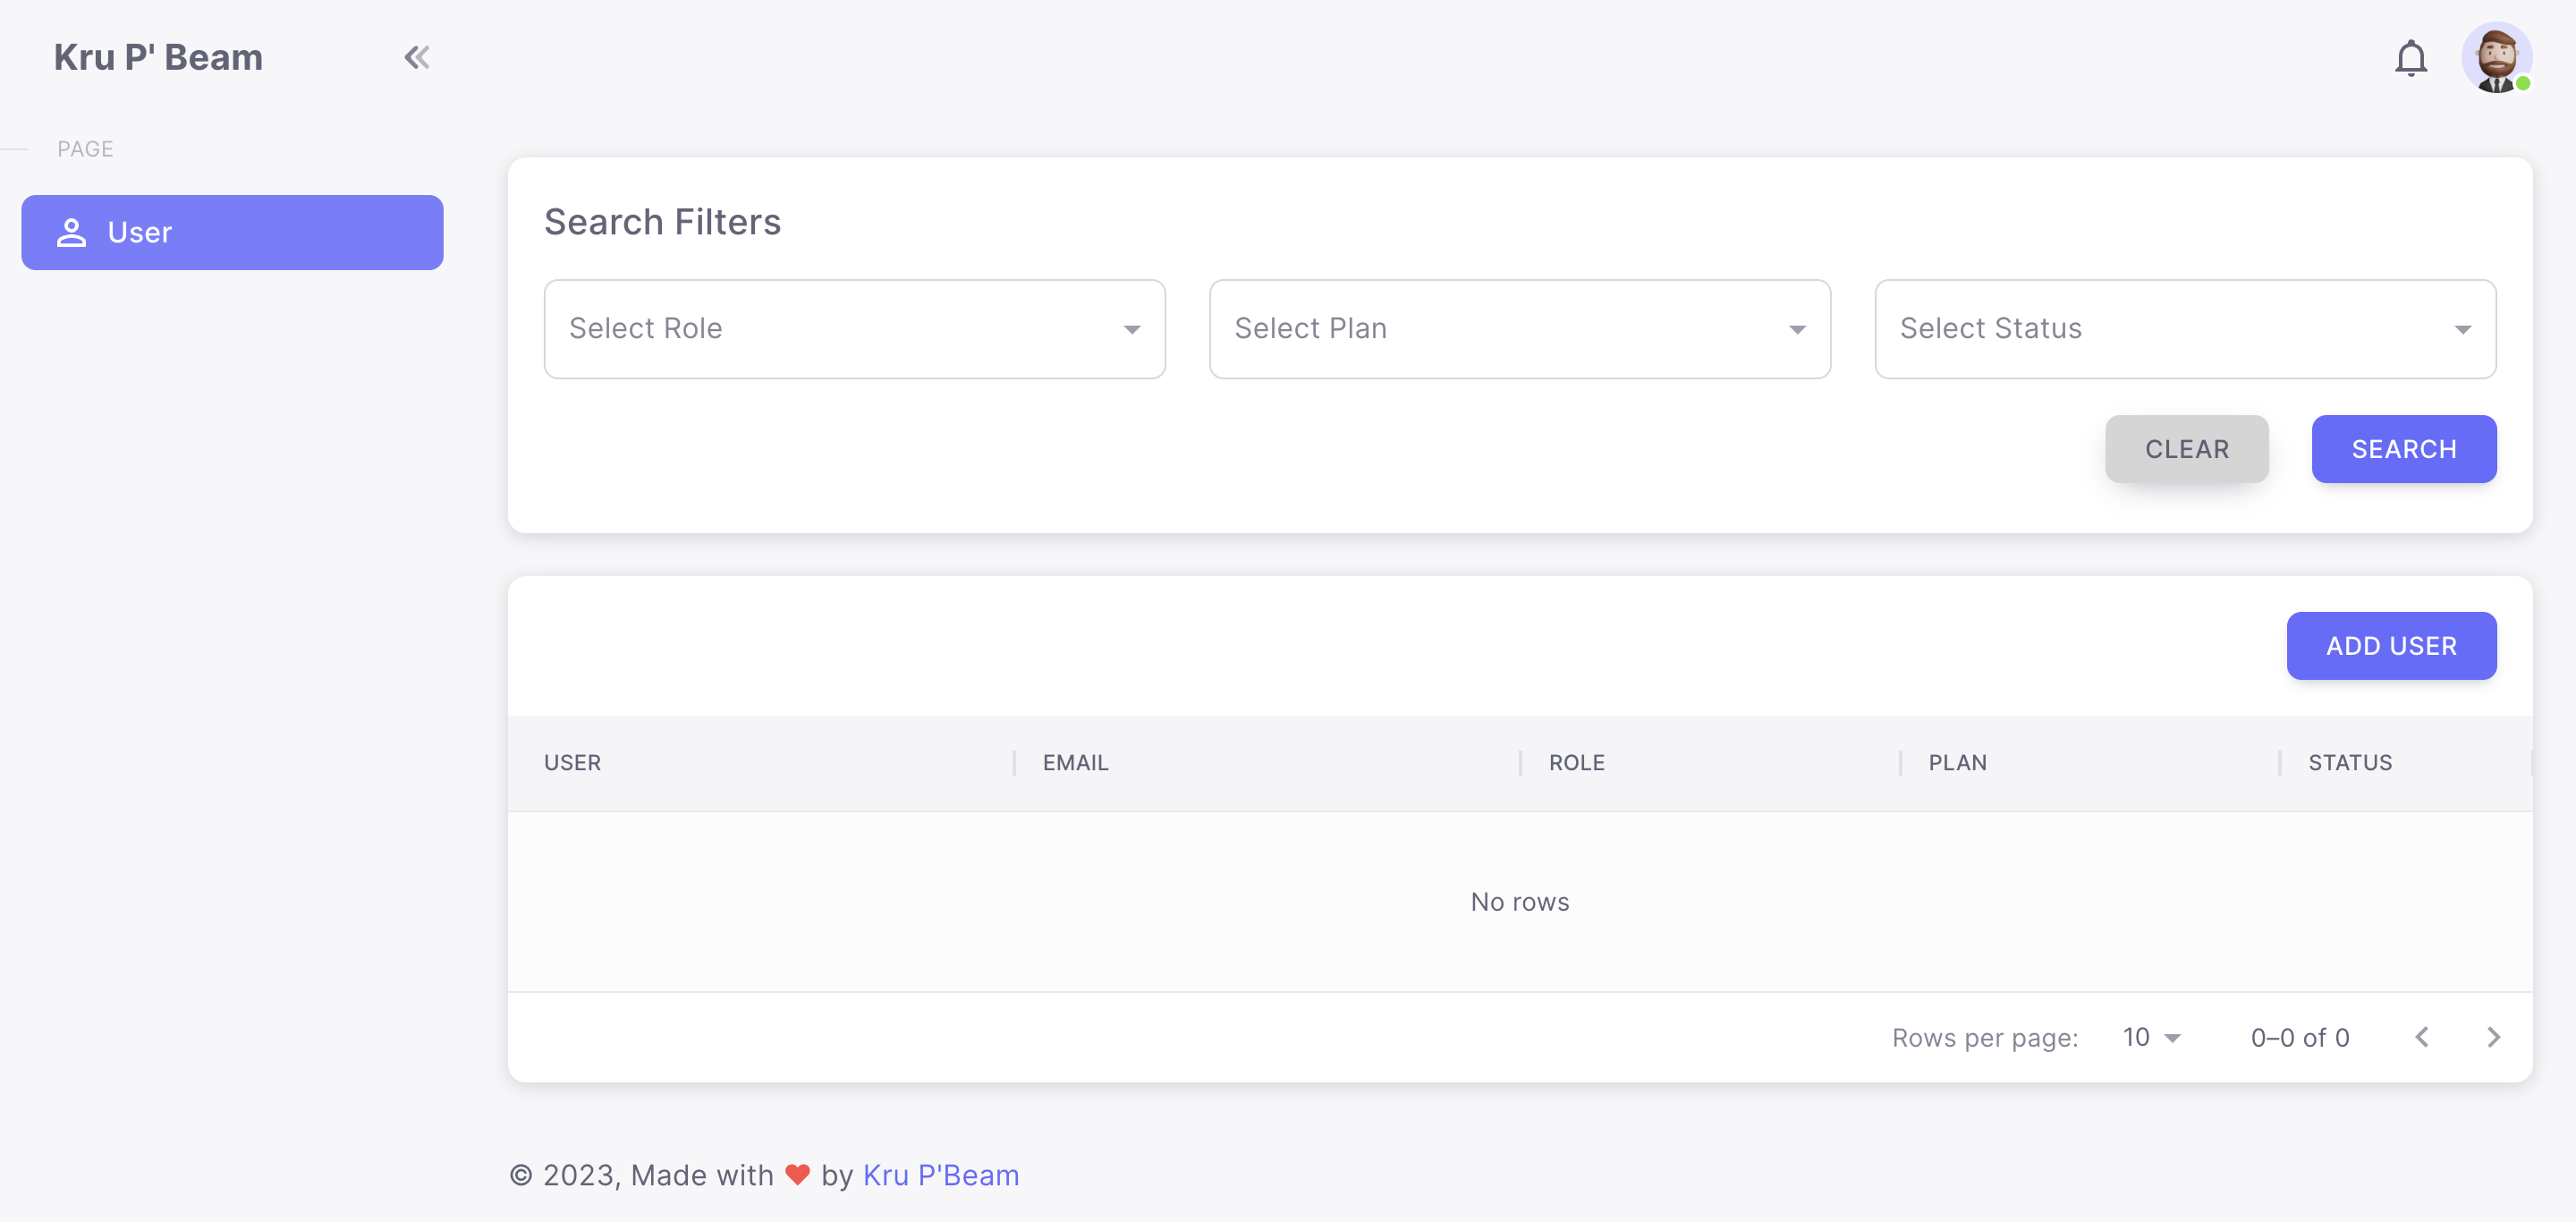 Kru P' Beam
PAGE
User
Search Filters
Select Role
Select Plan
Select Status
CLEAR
SEARCH
ADD USER
USER
EMAIL
ROLE
PLAN
STATUS
No rows
Rows per page: 10 0–0 of 0
© 2023, Made with ❤ by Kru P'Beam